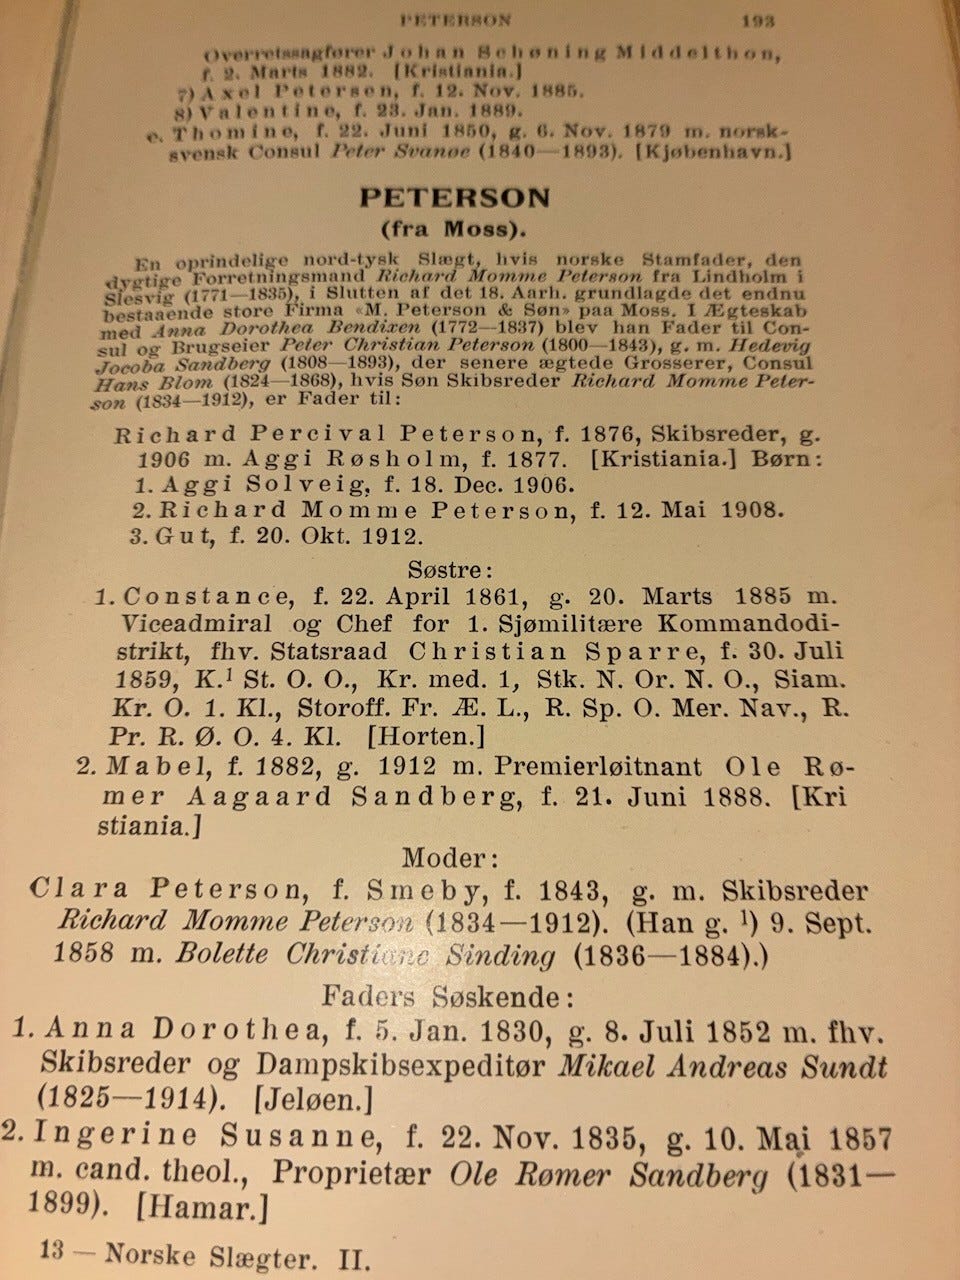 PETERSON 193
Overretssagfører Johan Schøning Middelthon,
f. 2. Marts 1882. [Kristiania.]
7) Axel Petersen, f. 12. Nov. 1885.
8) Valentine, f. 23. Jan. 1889.
e. Thomine, f. 22. Juni 1850, g. 6. Nov. 1879 m. norsk-
svensk Consul Peter Svanøe (1840—1893). [Kjøbenhavn.]
PETERSON
(fra Moss).
En oprindelige nord-tysk Slægt, hvis norske Stamfader, den
dygtige Forretningsmand Richard Momme Peterson fra Lindholm i
Slesvig (1771—1835), i Slutten af det 18. Aarh. grundlagde det endnu
bestaaende store Firma «M. Peterson & Søn» paa Moss. I Ægteskab
med Anna Dorothea Bendixen (1772—1837) blev han Fader til Con-
sul og Brugseier Peter Christian Peterson (1800—1843), g. m. Hedevig
Jocoba Sandberg (1808—1893), der senere ægtede Grosserer, Consul
Hans Blom (1824—1868), hvis Søn Skibsreder Richard Momme Peter-
son (1834—1912), er Fader til:
Richard Percival Peterson, f. 1876, Skibsreder, g.
1906 m. Aggi Røsholm, f. 1877. [Kristiania.] Børn:
1. Aggi Solveig, f. 18. Dec. 1906.
2. Richard Momme Peterson, f. 12. Mai 1908.
3. Gut, f. 20. Okt. 1912.
Søstre:
1. Constance, f. 22. April 1861, g. 20. Marts 1885 m.
Viceadmiral og Chef for 1. Sjømilitære Kommandodi-
strikt, fhv. Statsraad Christian Sparre, f. 30. Juli
1859, K.¹ St. O. O., Kr. med. 1, Stk. N. Or. N. O., Siam.
Kr. O. 1. Kl., Storoff. Fr. Æ. L., R. Sp. O. Mer. Nav., R.
Pr. R. Ø. O. 4. Kl. [Horten.]
2. Mabel, f. 1882, g. 1912 m. Premierløitnant Ole Rø-
mer Aagaard Sandberg, f. 21. Juni 1888. [Kri
stiania.]
Moder:
Clara Peterson, f. Smeby, f. 1843, g. m. Skibsreder
Richard Momme Peterson (1834—1912). (Han g. ¹) 9. Sept.
1858 m. Bolette Christiane Sinding (1836—1884).)
Faders Søskende:
1. Anna Dorothea, f. 5. Jan. 1830, g. 8. Juli 1852 m. fhv.
Skibsreder og Dampskibsexpeditør Mikael Andreas Sundt
(1825—1914). [Jeløen.]
2. Ingerine Susanne, f. 22. Nov. 1835, g. 10. Mai 1857
m. cand. theol., Proprietær Ole Rømer Sandberg (1831—
1899). [Hamar.]
13 — Norske Slægter. II.